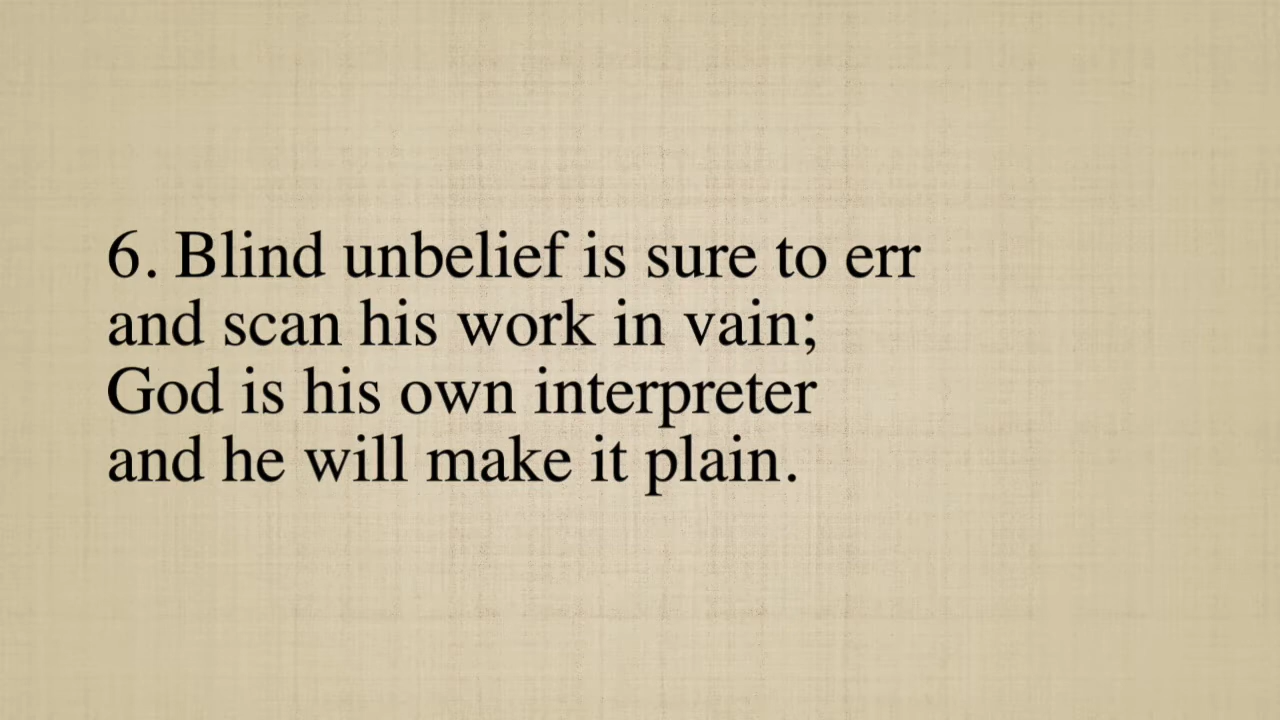 6. Blind unbelief is sure to err
and scan his work in vain;
God is his own interpreter
and he will make it plain.